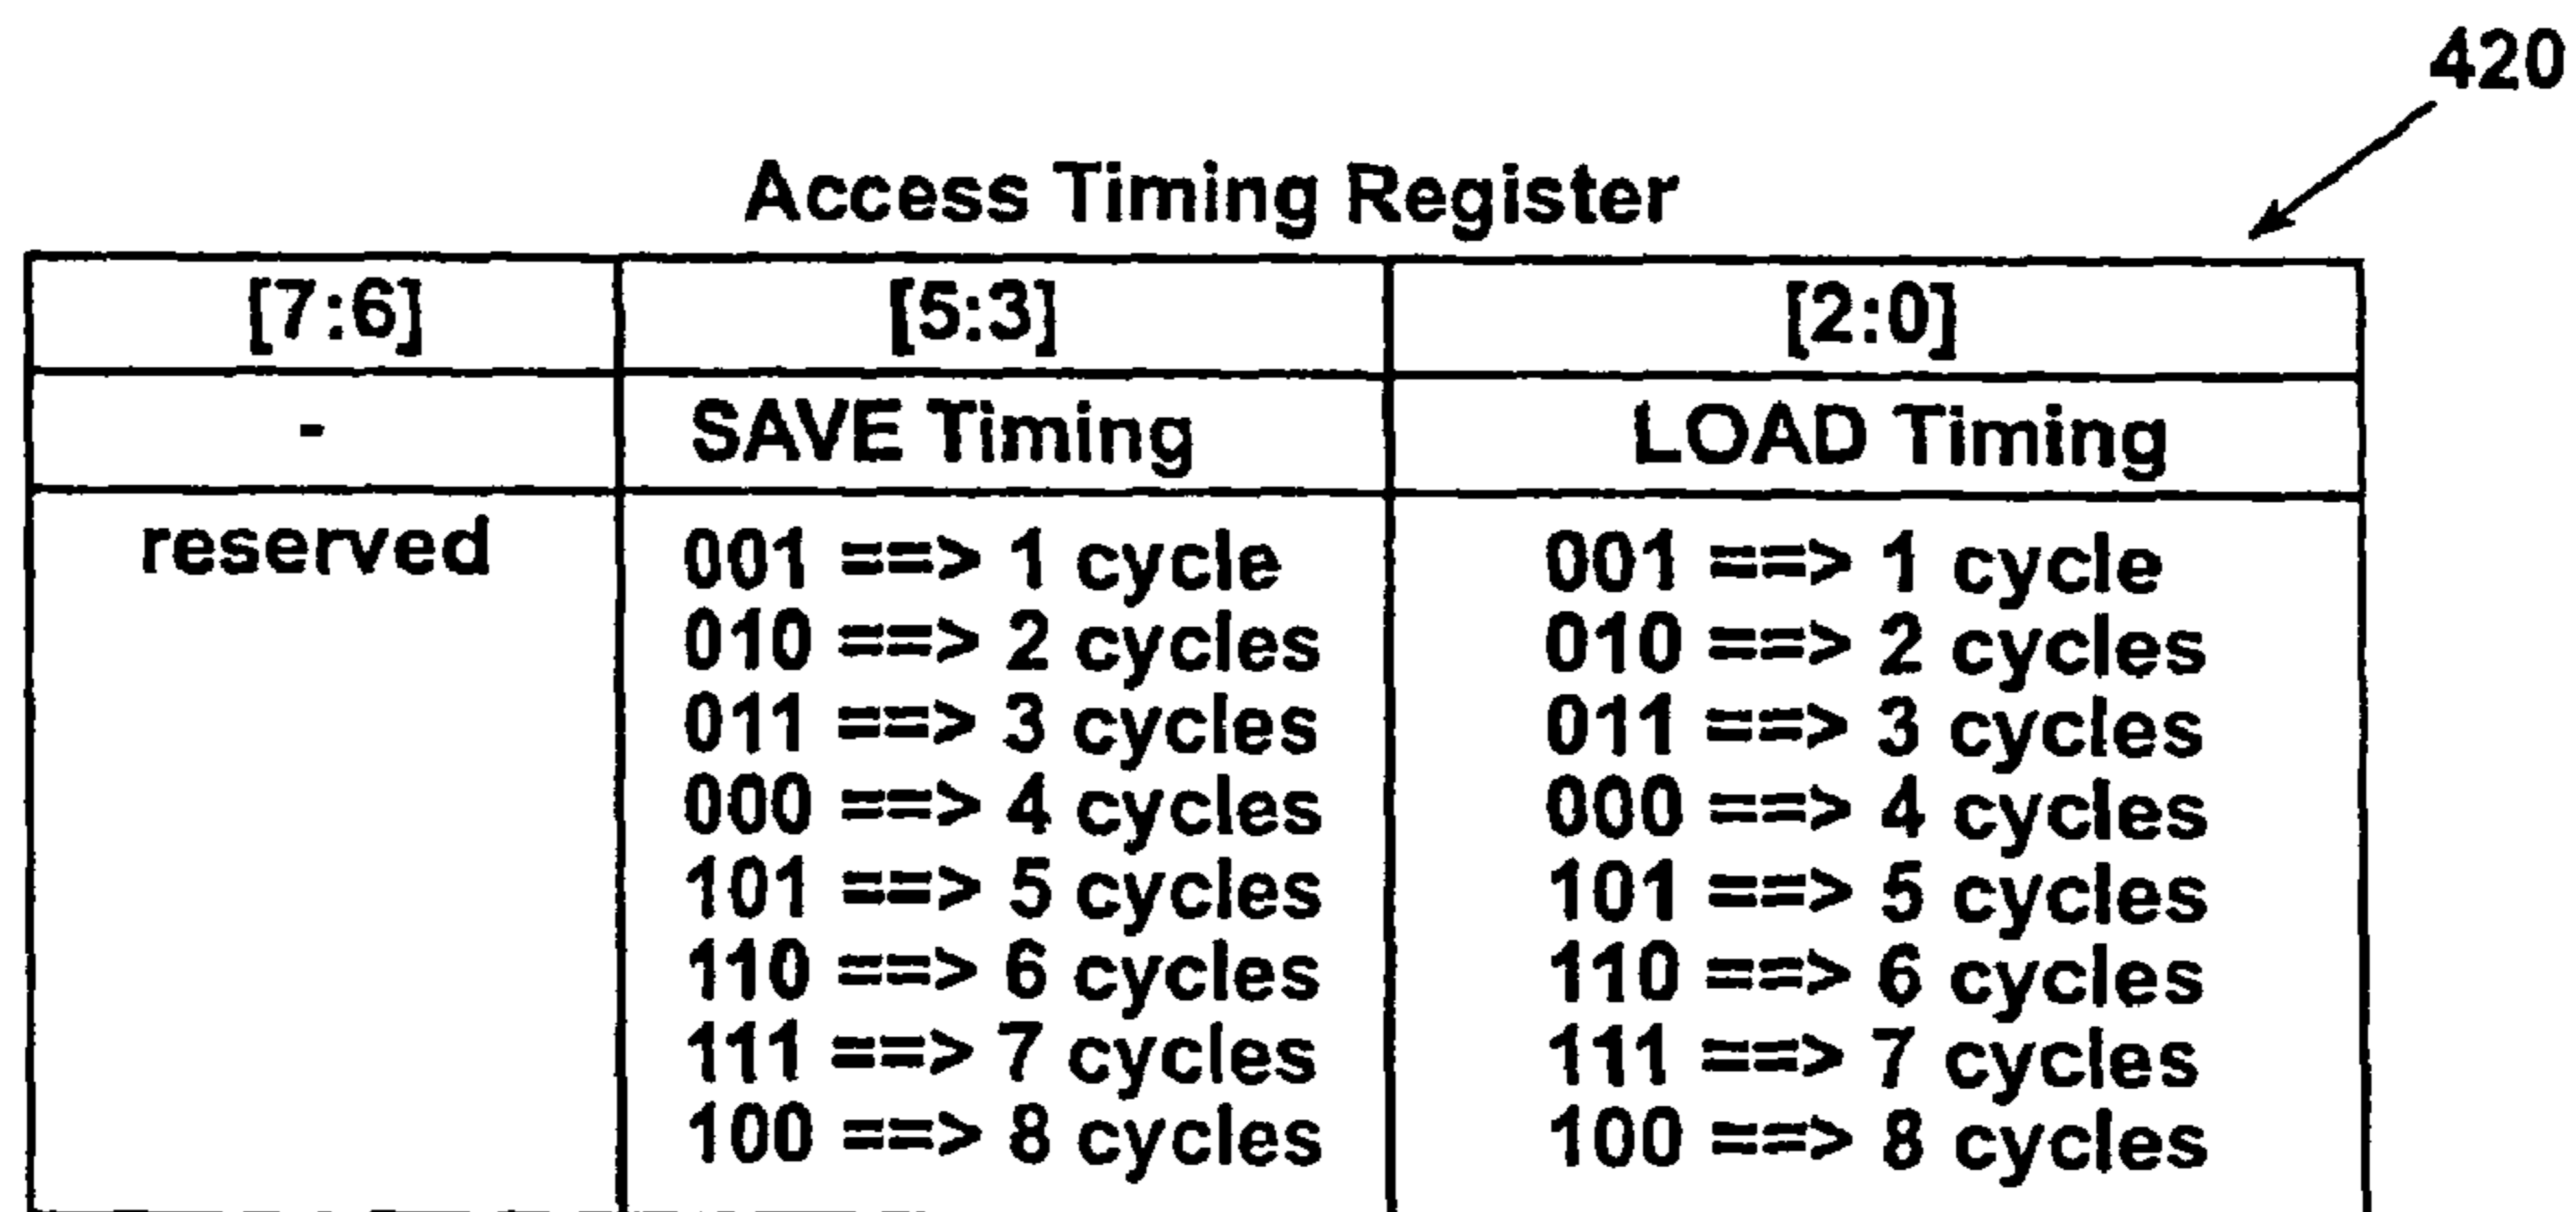 420
Access Timing Register
[7:6] [5:3] [2:0]
- SAVE Timing LOAD Timing
reserved 001 ==> 1 cycle 001 ==> 1 cycle
010 ==> 2 cycles 010 ==> 2 cycles
011 ==> 3 cycles 011 ==> 3 cycles
000 ==> 4 cycles 000 ==> 4 cycles
101 ==> 5 cycles 101 ==> 5 cycles
110 ==> 6 cycles 110 ==> 6 cycles
111 ==> 7 cycles 111 ==> 7 cycles
100 ==> 8 cycles 100 ==> 8 cycles